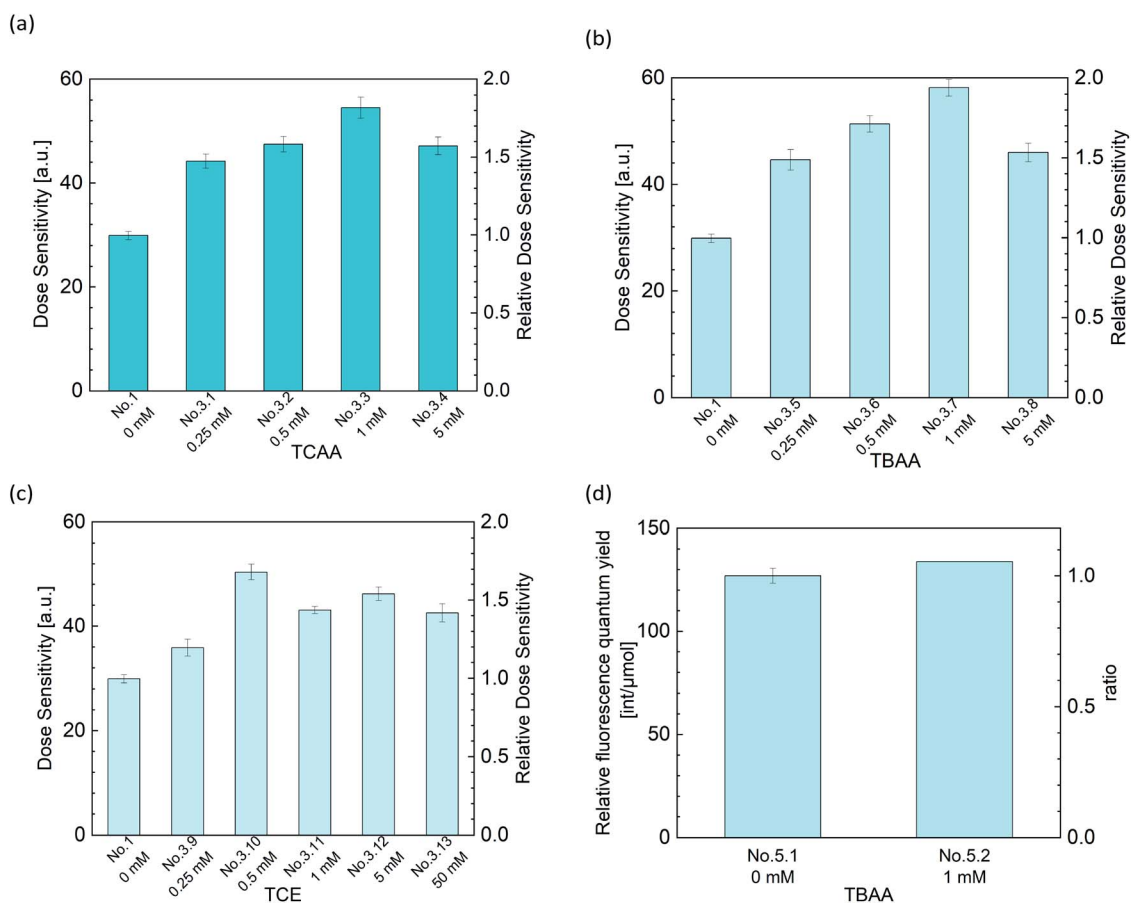 (a)
Dose Sensitivity [a.u.]
60
40
20
0
2.0
1.5
1.0
0.5
0.0
Relative Dose Sensitivity
No.1
0 mM
No.3.1
0.25 mM
No.3.2
0.5 mM
No.3.3
1 mM
No.3.4
5 mM
TCAA
(b)
Dose Sensitivity [a.u.]
60
40
20
0
2.0
1.5
1.0
0.5
0.0
Relative Dose Sensitivity
No.1
0 mM
No.3.5
0.25 mM
No.3.6
0.5 mM
No.3.7
1 mM
No.3.8
5 mM
TBAA
(c)
Dose Sensitivity [a.u.]
60
40
20
0
2.0
1.5
1.0
0.5
0.0
Relative Dose Sensitivity
No.1
0 mM
No.3.9
0.25 mM
No.3.10
0.5 mM
No.3.11
1 mM
No.3.12
5 mM
No.3.13
50 mM
TCE
(d)
Relative fluorescence quantum yield
[int/μmol]
150
100
50
0
1.0
0.5
0.0
ratio
No.5.1
0 mM
No.5.2
1 mM
TBAA